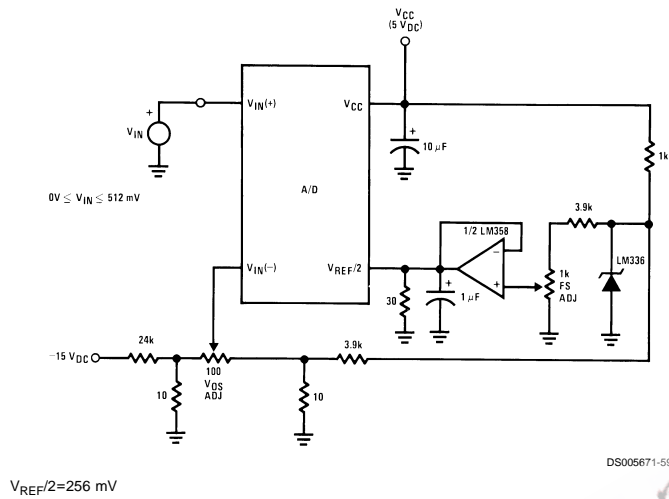 VCC
(5 VDC)
VIN(+)
VCC
+
VIN
+
10 μF
1k
A/D
0V ≤ VIN ≤ 512 mV
3.9k
1/2 LM358
−
LM336
VIN(−)
VREF/2
+
+
1k
FS
ADJ
30
1 μF
−15 VDC
24k
3.9k
100
VOS
ADJ
10
10
DS005671-59
VREF/2=256 mV